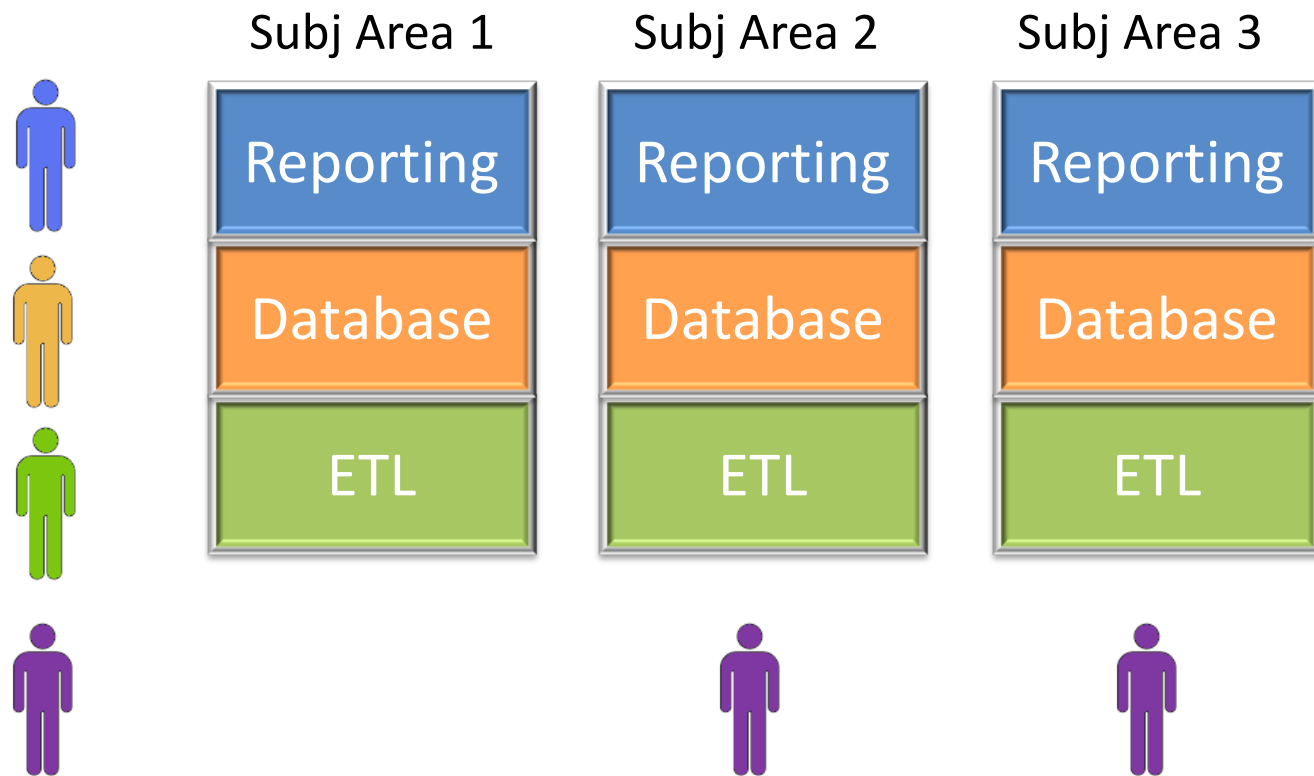 Subj Area 1 Subj Area 2 Subj Area 3
Reporting Reporting Reporting
Database Database Database
ETL ETL ETL